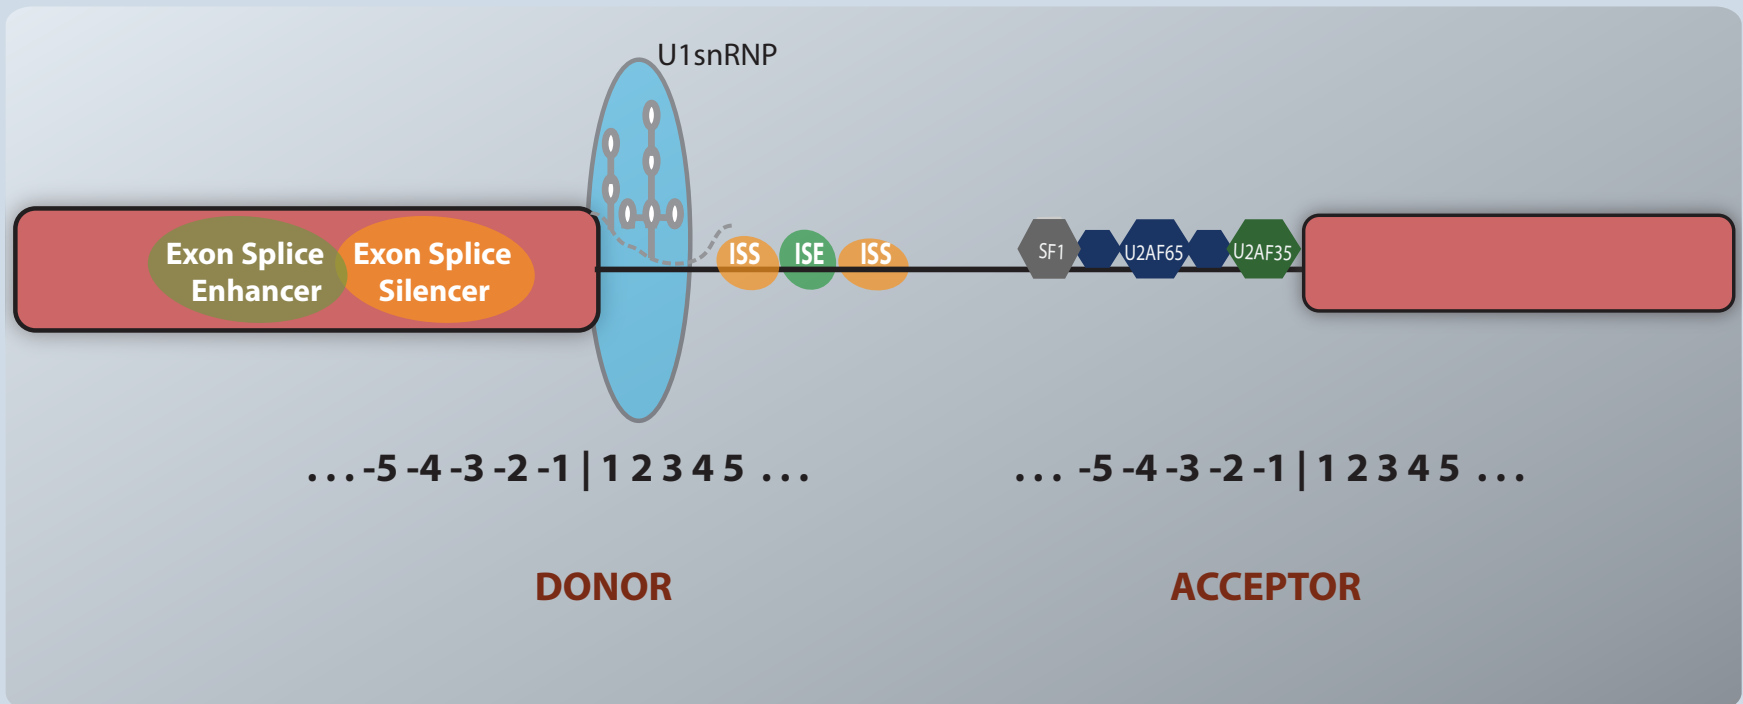 U1snRNP
Exon Splice
Enhancer
Exon Splice
Silencer
ISS
ISE
ISS
SF1
U2AF65
U2AF35
. . . -5 -4 -3 -2 -1 | 1 2 3 4 5 . . .
. . . -5 -4 -3 -2 -1 | 1 2 3 4 5 . . .
DONOR
ACCEPTOR